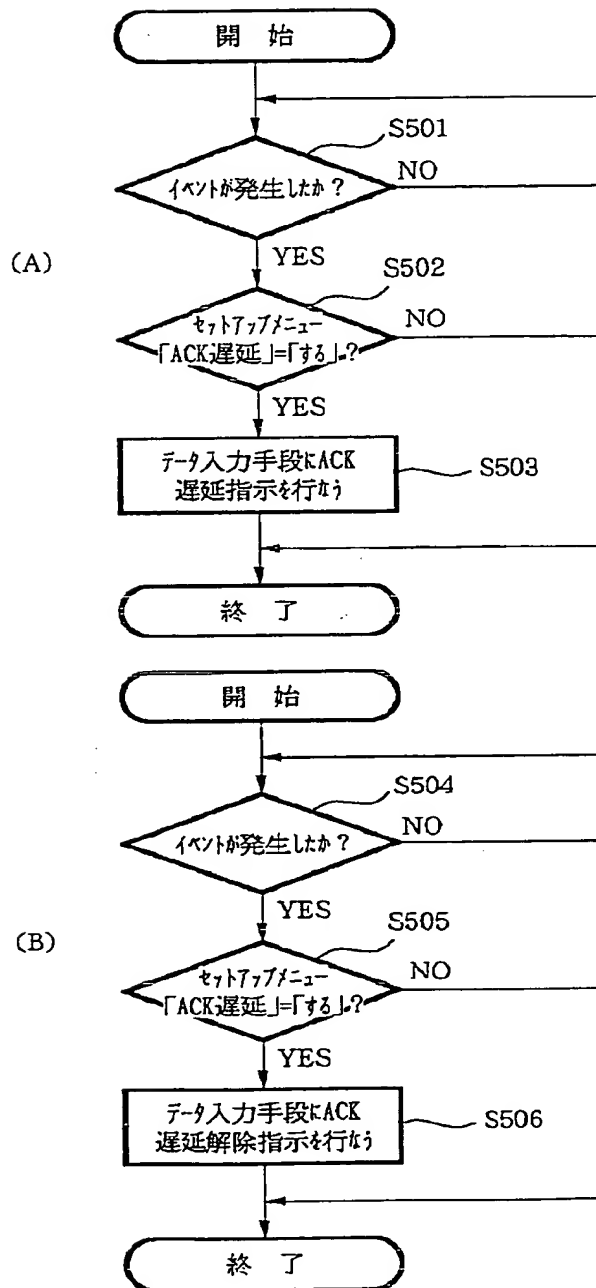 開 始
S501
イベントが発生したか?
NO
(A)
YES
S502
セットアップメニュー
「ACK遅延」=「する」?
NO
YES
データ入力手段にACK
遅延指示を行なう
S503
終 了
開 始
S504
イベントが発生したか?
NO
YES
(B)
S505
セットアップメニュー
「ACK遅延」=「する」?
NO
YES
データ入力手段にACK
遅延解除指示を行なう
S506
終 了